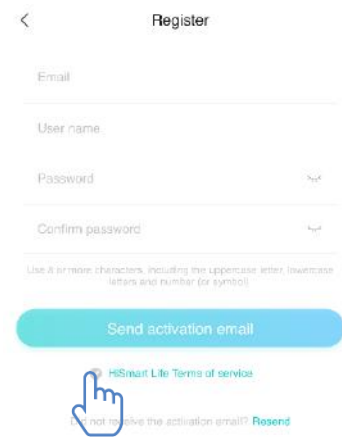 Register
Email
User name
Password
Confirm password
Use 8 or more characters, including the uppercase letter, lowercase
letters and number (or symbol)
Send activation email
HiSmart Life Terms of service
Did not receive the activation email? Resend